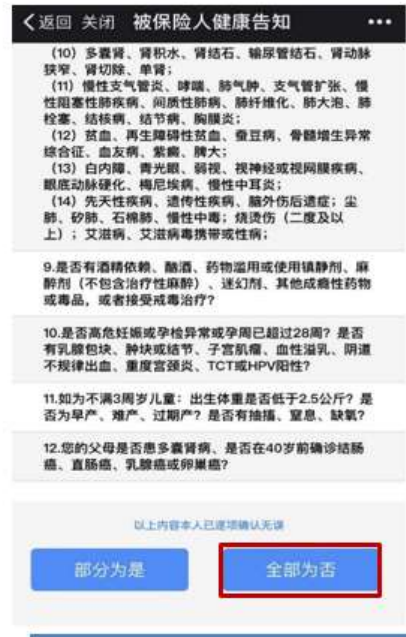 返回 关闭 被保险人健康告知 •••
（10）多囊肾、肾积水、肾结石、输尿管结石、肾动脉
狭窄、肾切除、单肾；
（11）慢性支气管炎、哮喘、肺气肿、支气管扩张、慢
性阻塞性肺疾病、间质性肺病、肺纤维化、肺大泡、肺
栓塞、结核病、结节病、胸膜炎；
（12）贫血、再生障碍性贫血、蚕豆病、骨髓增生异常
综合征、血友病、紫癜、脾大；
（13）白内障、青光眼、弱视、视神经或视网膜疾病、
眼底动脉硬化、梅尼埃病、慢性中耳炎；
（14）先天性疾病、遗传性疾病、脑外伤后遗症；尘
肺、矽肺、石棉肺、慢性中毒；烧烫伤（二度及以
上）；艾滋病、艾滋病毒携带或性病；
9.是否有酒精依赖、酗酒、药物滥用或使用镇静剂、麻
醉剂（不包含治疗性麻醉）、迷幻剂、其他成瘾性药物
或毒品，或者接受戒毒治疗？
10.是否高危妊娠或孕检异常或孕周已超过28周？是否
有乳腺包块、肿块或结节、子宫肌瘤、血性溢乳、阴道
不规律出血、重度宫颈炎、TCT或HPV阳性？
11.如为不满3周岁儿童：出生体重是否低于2.5公斤？是
否为早产、难产、过期产？是否有抽搐、窒息、缺氧？
12.您的父母是否患多囊肾病、是否在40岁前确诊结肠
癌、直肠癌、乳腺癌或卵巢癌？
以上内容本人已逐项确认无误
部分为是 全部为否